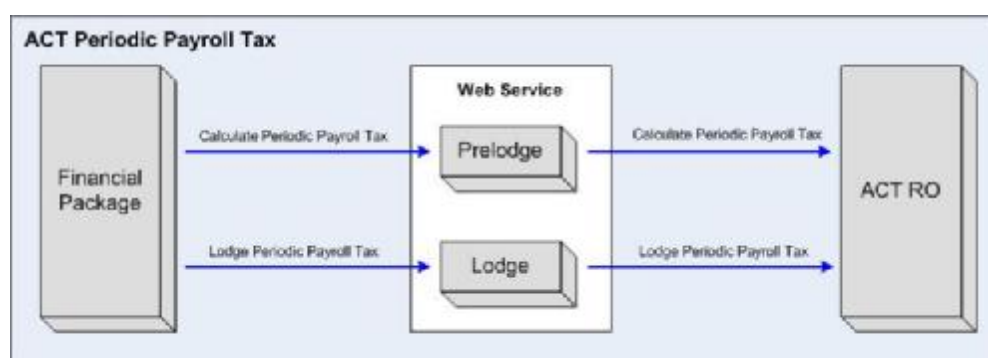 ACT Periodic Payroll Tax
Web Service
Calculate Periodic Payroll Tax
Prelodge
Calculate Periodic Payroll Tax
Financial
Package
ACT RO
Lodge Periodic Payroll Tax
Lodge
Lodge Periodic Payroll Tax